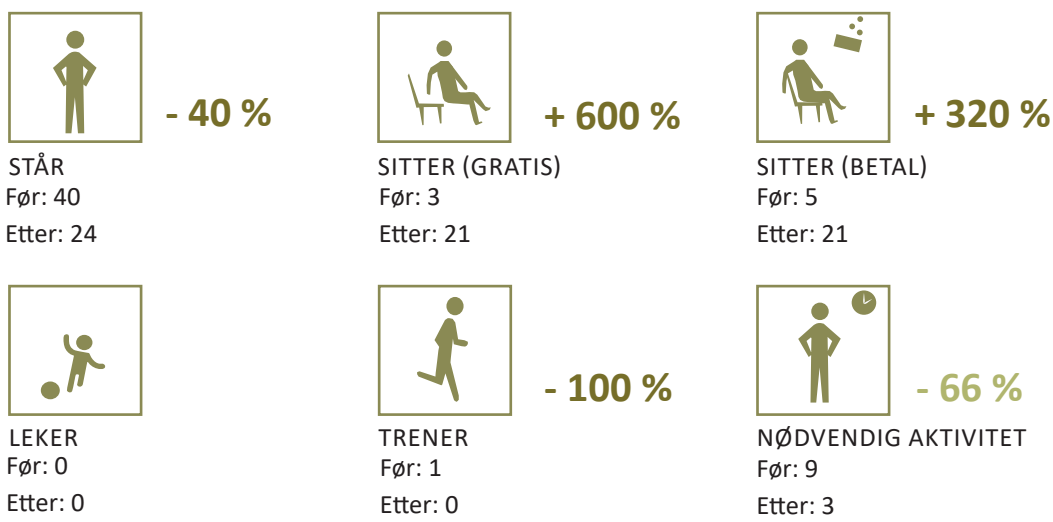 - 40 %
STÅR
Før: 40
Etter: 24
+ 600 %
SITTER (GRATIS)
Før: 3
Etter: 21
+ 320 %
SITTER (BETAL)
Før: 5
Etter: 21
LEKER
Før: 0
Etter: 0
- 100 %
TRENER
Før: 1
Etter: 0
- 66 %
NØDVENDIG AKTIVITET
Før: 9
Etter: 3